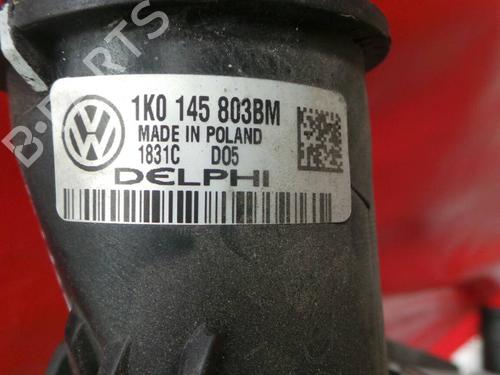 B-PARTS
1K0 145 803BM
MADE IN POLAND
1831C D05
DELPHI